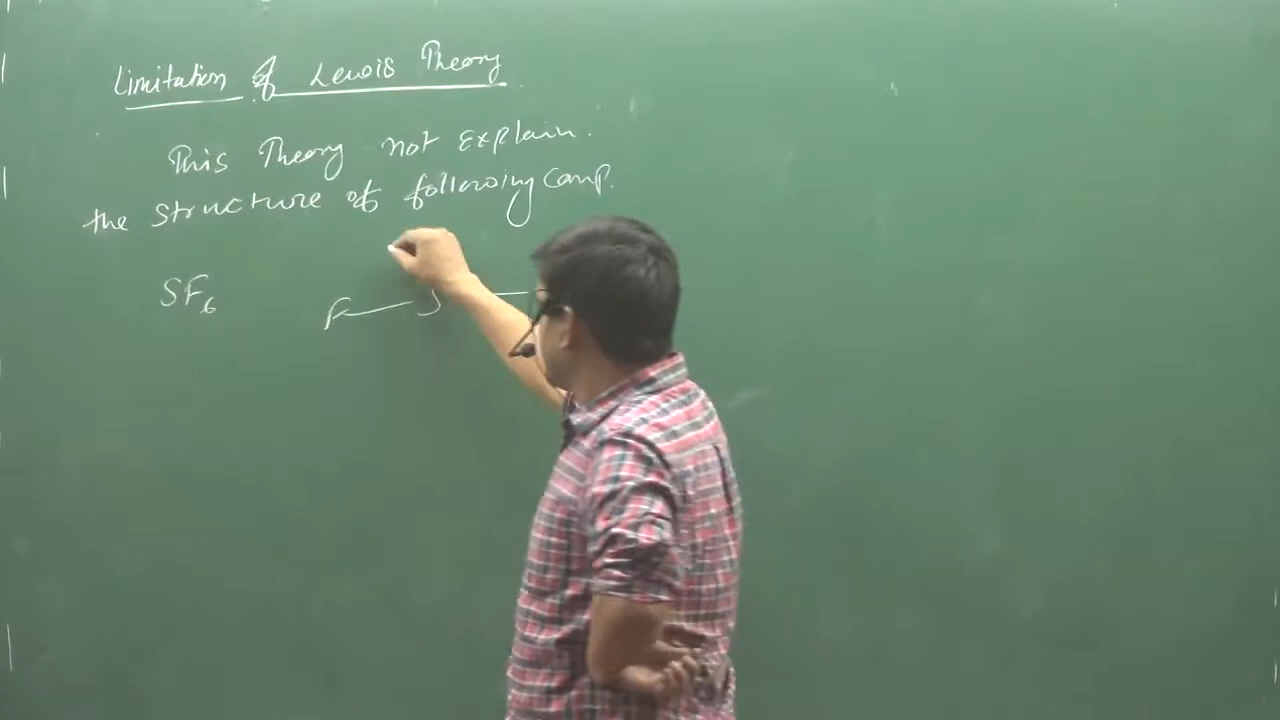 Limitation of Lewis Theory
This Theory not Explain.
the structure of following comp.
SF6
F — S —